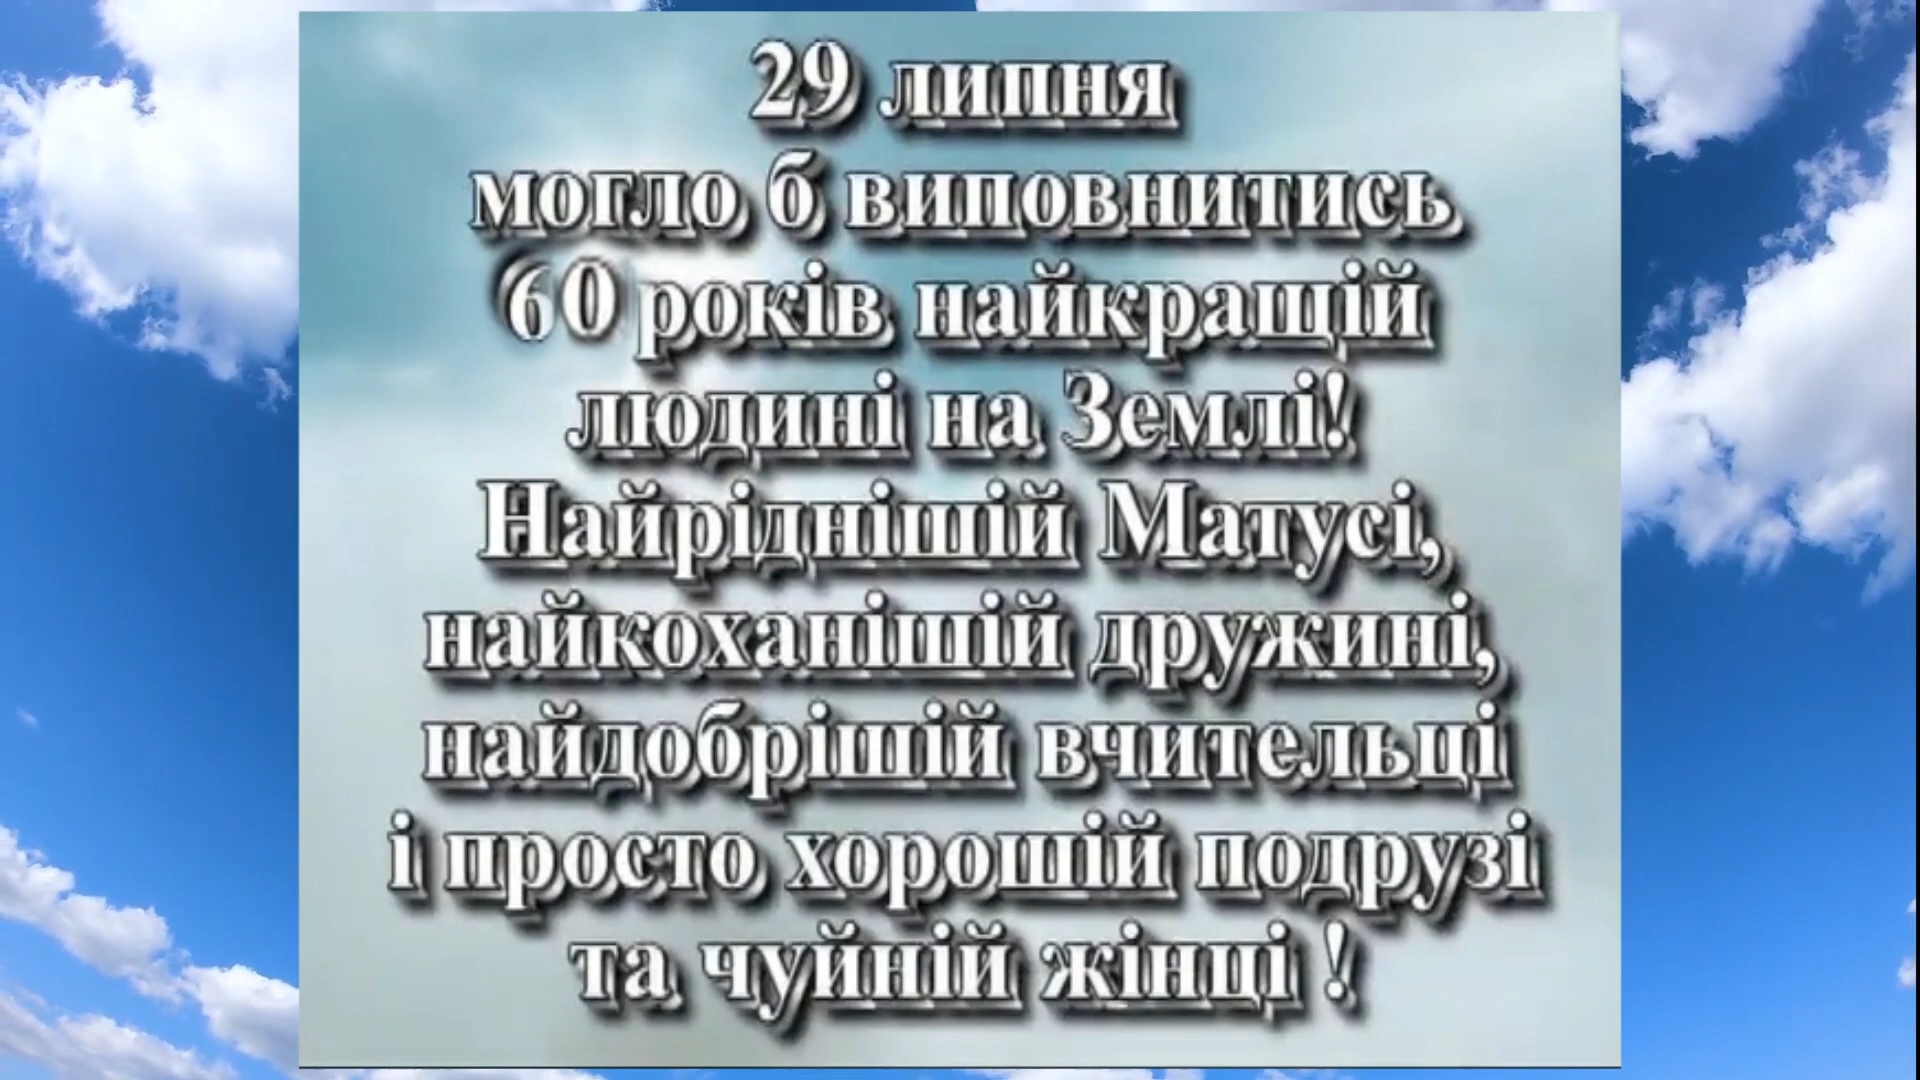 29 липня
могло б виповнитись
60 років найкращій
людині на Землі!
Найріднішій Матусі,
найкоханішій дружині,
найдобрішій вчительці
і просто хорошій подрузі
та чуйній жінці !